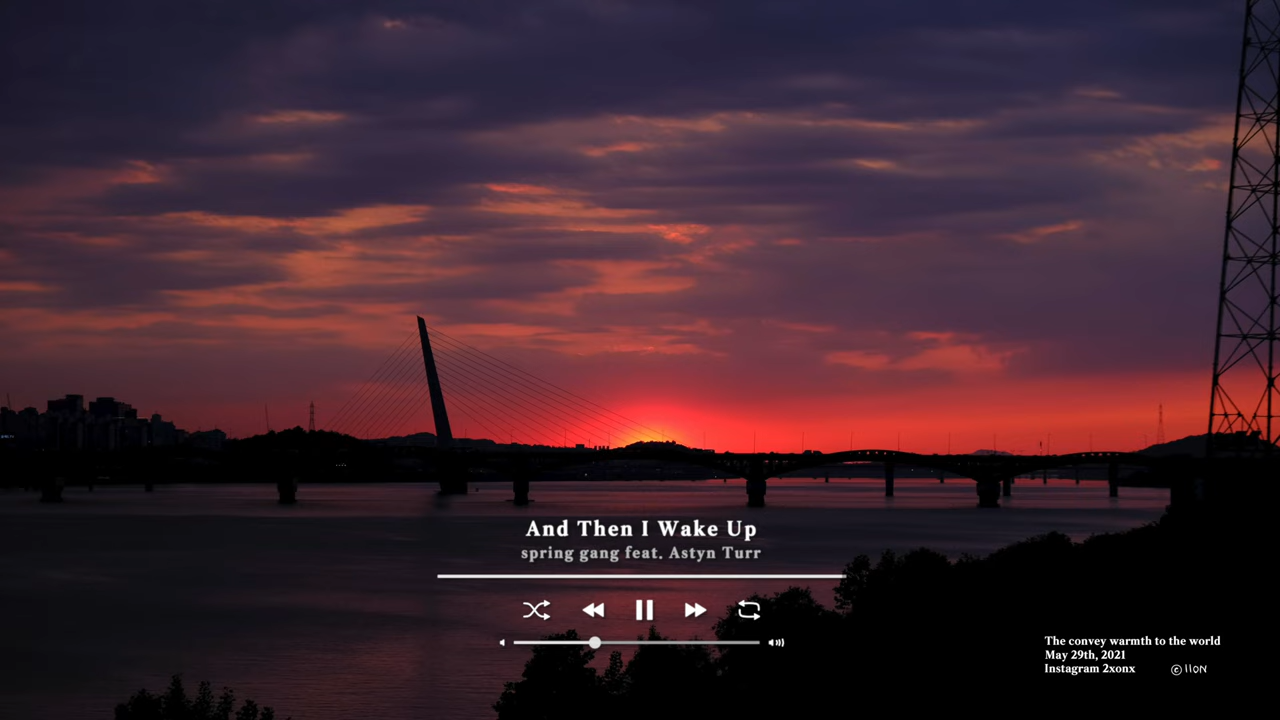 And Then I Wake Up
spring gang feat. Astyn Turr
The convey warmth to the world
May 29th, 2021
Instagram 2xonx
© llON